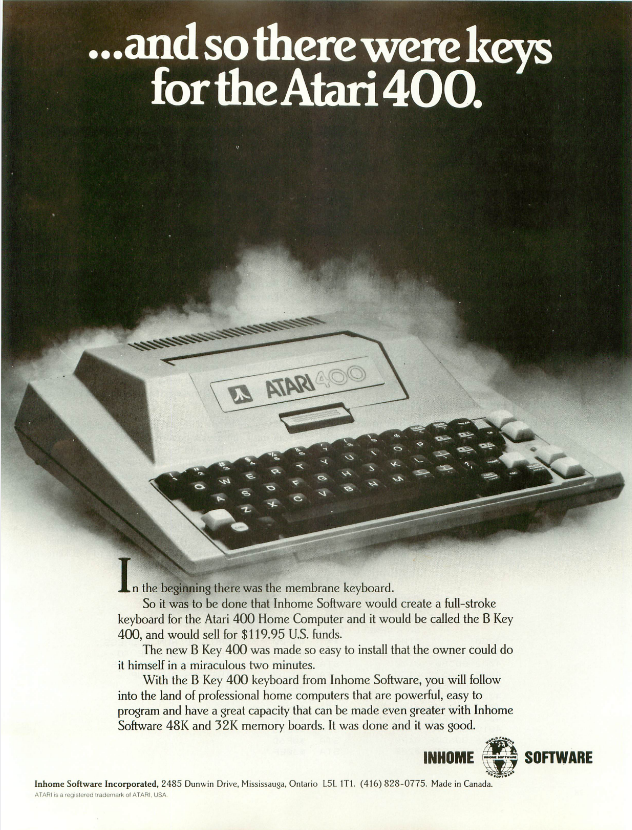 ...and so there were keys
for the Atari 400.
ATARI 400
Q W E R T Y U I O P
A S D F G H J K
Z X C V B N M
In the beginning there was the membrane keyboard.
So it was to be done that Inhome Software would create a full-stroke
keyboard for the Atari 400 Home Computer and it would be called the B Key
400, and would sell for $119.95 U.S. funds.
The new B Key 400 was made so easy to install that the owner could do
it himself in a miraculous two minutes.
With the B Key 400 keyboard from Inhome Software, you will follow
into the land of professional home computers that are powerful, easy to
program and have a great capacity that can be made even greater with Inhome
Software 48K and 32K memory boards. It was done and it was good.
INHOME SOFTWARE
Inhome Software Incorporated, 2485 Dunwin Drive, Mississauga, Ontario L5L 1T1. (416) 828-0775. Made in Canada.
ATARI is a registered trademark of ATARI, USA.